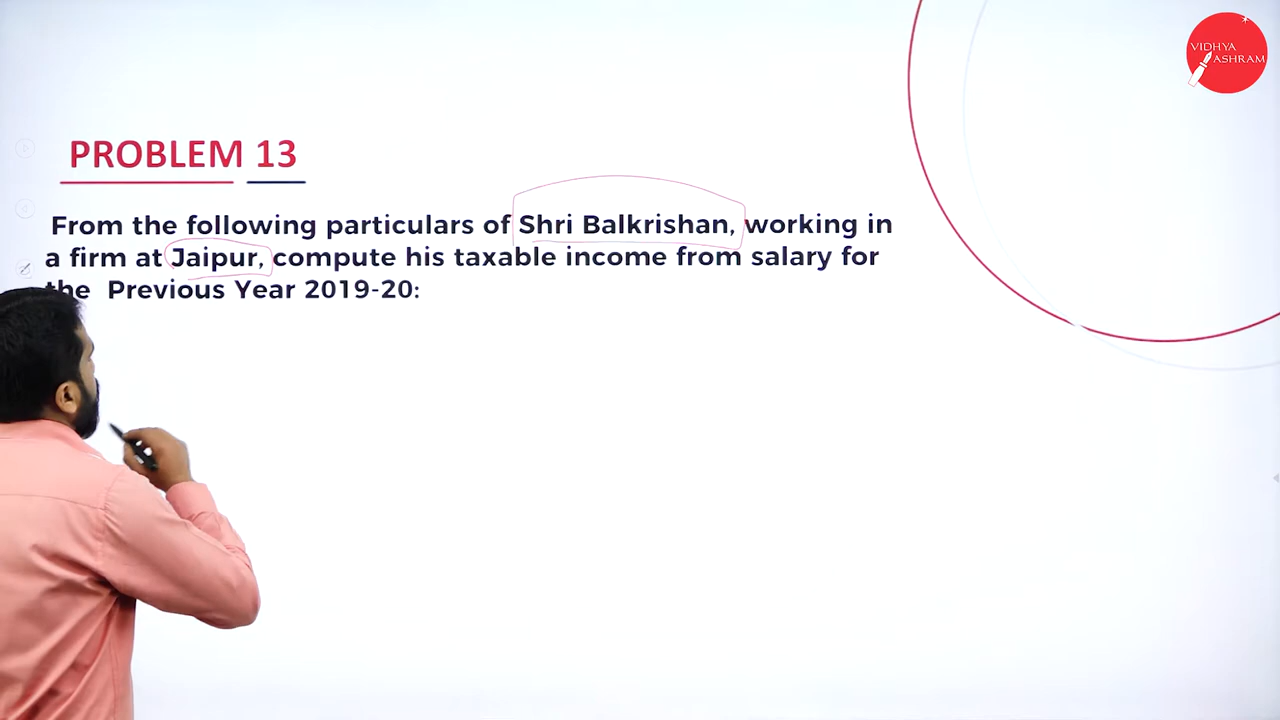 VIDHYA
ASHRAM
PROBLEM 13
From the following particulars of Shri Balkrishan, working in
a firm at Jaipur, compute his taxable income from salary for
the Previous Year 2019-20: